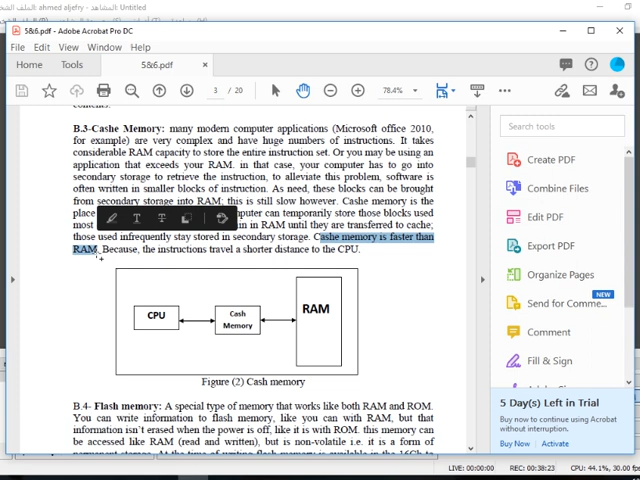 ahmed aljefry: المشاهد - Untitled
5&6.pdf - Adobe Acrobat Pro DC
File Edit View Window Help
Home Tools 5&6.pdf ×
3 / 20 78.4%
B.3-Cashe Memory: many modern computer applications (Microsoft office 2010,
for example) are very complex and have huge numbers of instructions. It takes
considerable RAM capacity to store the entire instruction set. Or you may be using an
application that exceeds your RAM. in that case, your computer has to go into
secondary storage to retrieve the instruction, to alleviate this problem, software is
often written in smaller blocks of instruction. As need, these blocks can be brought
from secondary storage into RAM; this is still slow however. Cashe memory is the
place computer can temporarily store those blocks used
most in in RAM until they are transferred to cache;
those used infrequently stay stored in secondary storage. Cashe memory is faster than
RAM. Because, the instructions travel a shorter distance to the CPU.
CPU
Cash
Memory
RAM
Figure (2) Cash memory
B.4- Flash memory: A special type of memory that works like both RAM and ROM.
You can write information to flash memory, like you can with RAM, but that
information isn't erased when the power is off, like it is with ROM. this memory can
be accessed like RAM (read and written), but is non-volatile i.e. it is a form of
Search tools
Create PDF
Combine Files
Edit PDF
Export PDF
Organize Pages
NEW
Send for Comme...
Comment
Fill & Sign
5 Day(s) Left in Trial
Buy now to continue using Acrobat
without interruption.
Buy Now Activate
LIVE: 00:00:00 REC: 00:38:23 CPU: 44.1%, 30.00 f